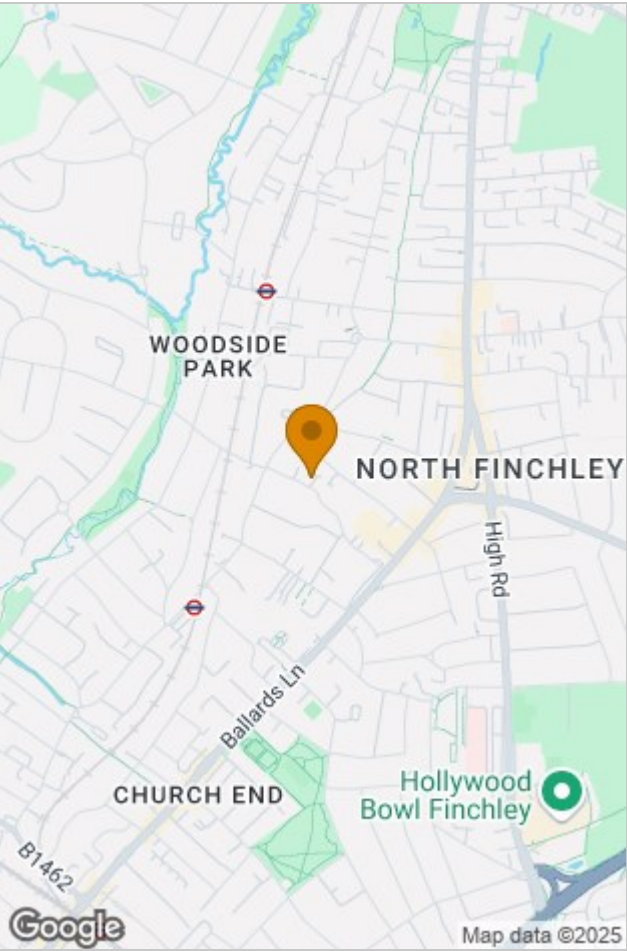 WOODSIDE
PARK
NORTH FINCHLEY
High Rd
Ballards Ln
CHURCH END
Hollywood
Bowl Finchley
B1462
Google
Map data ©2025